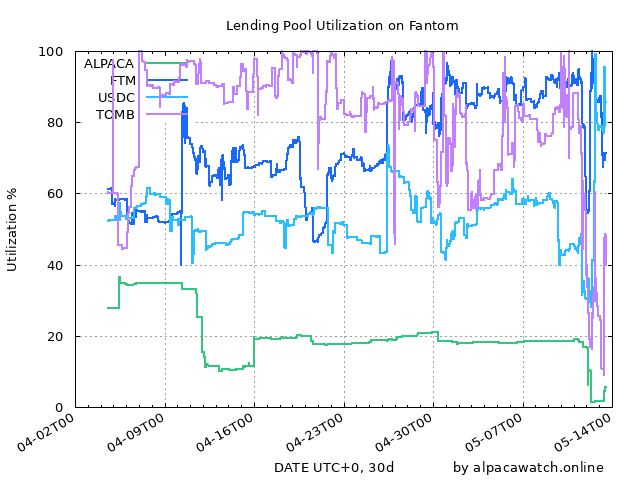 Lending Pool Utilization on Fantom
100
80
60
40
20
0
Utilization %
ALPACA
FTM
USDC
TOMB
04-02T00
04-09T00
04-16T00
04-23T00
04-30T00
05-07T00
05-14T00
DATE UTC+0, 30d
by alpacawatch.online